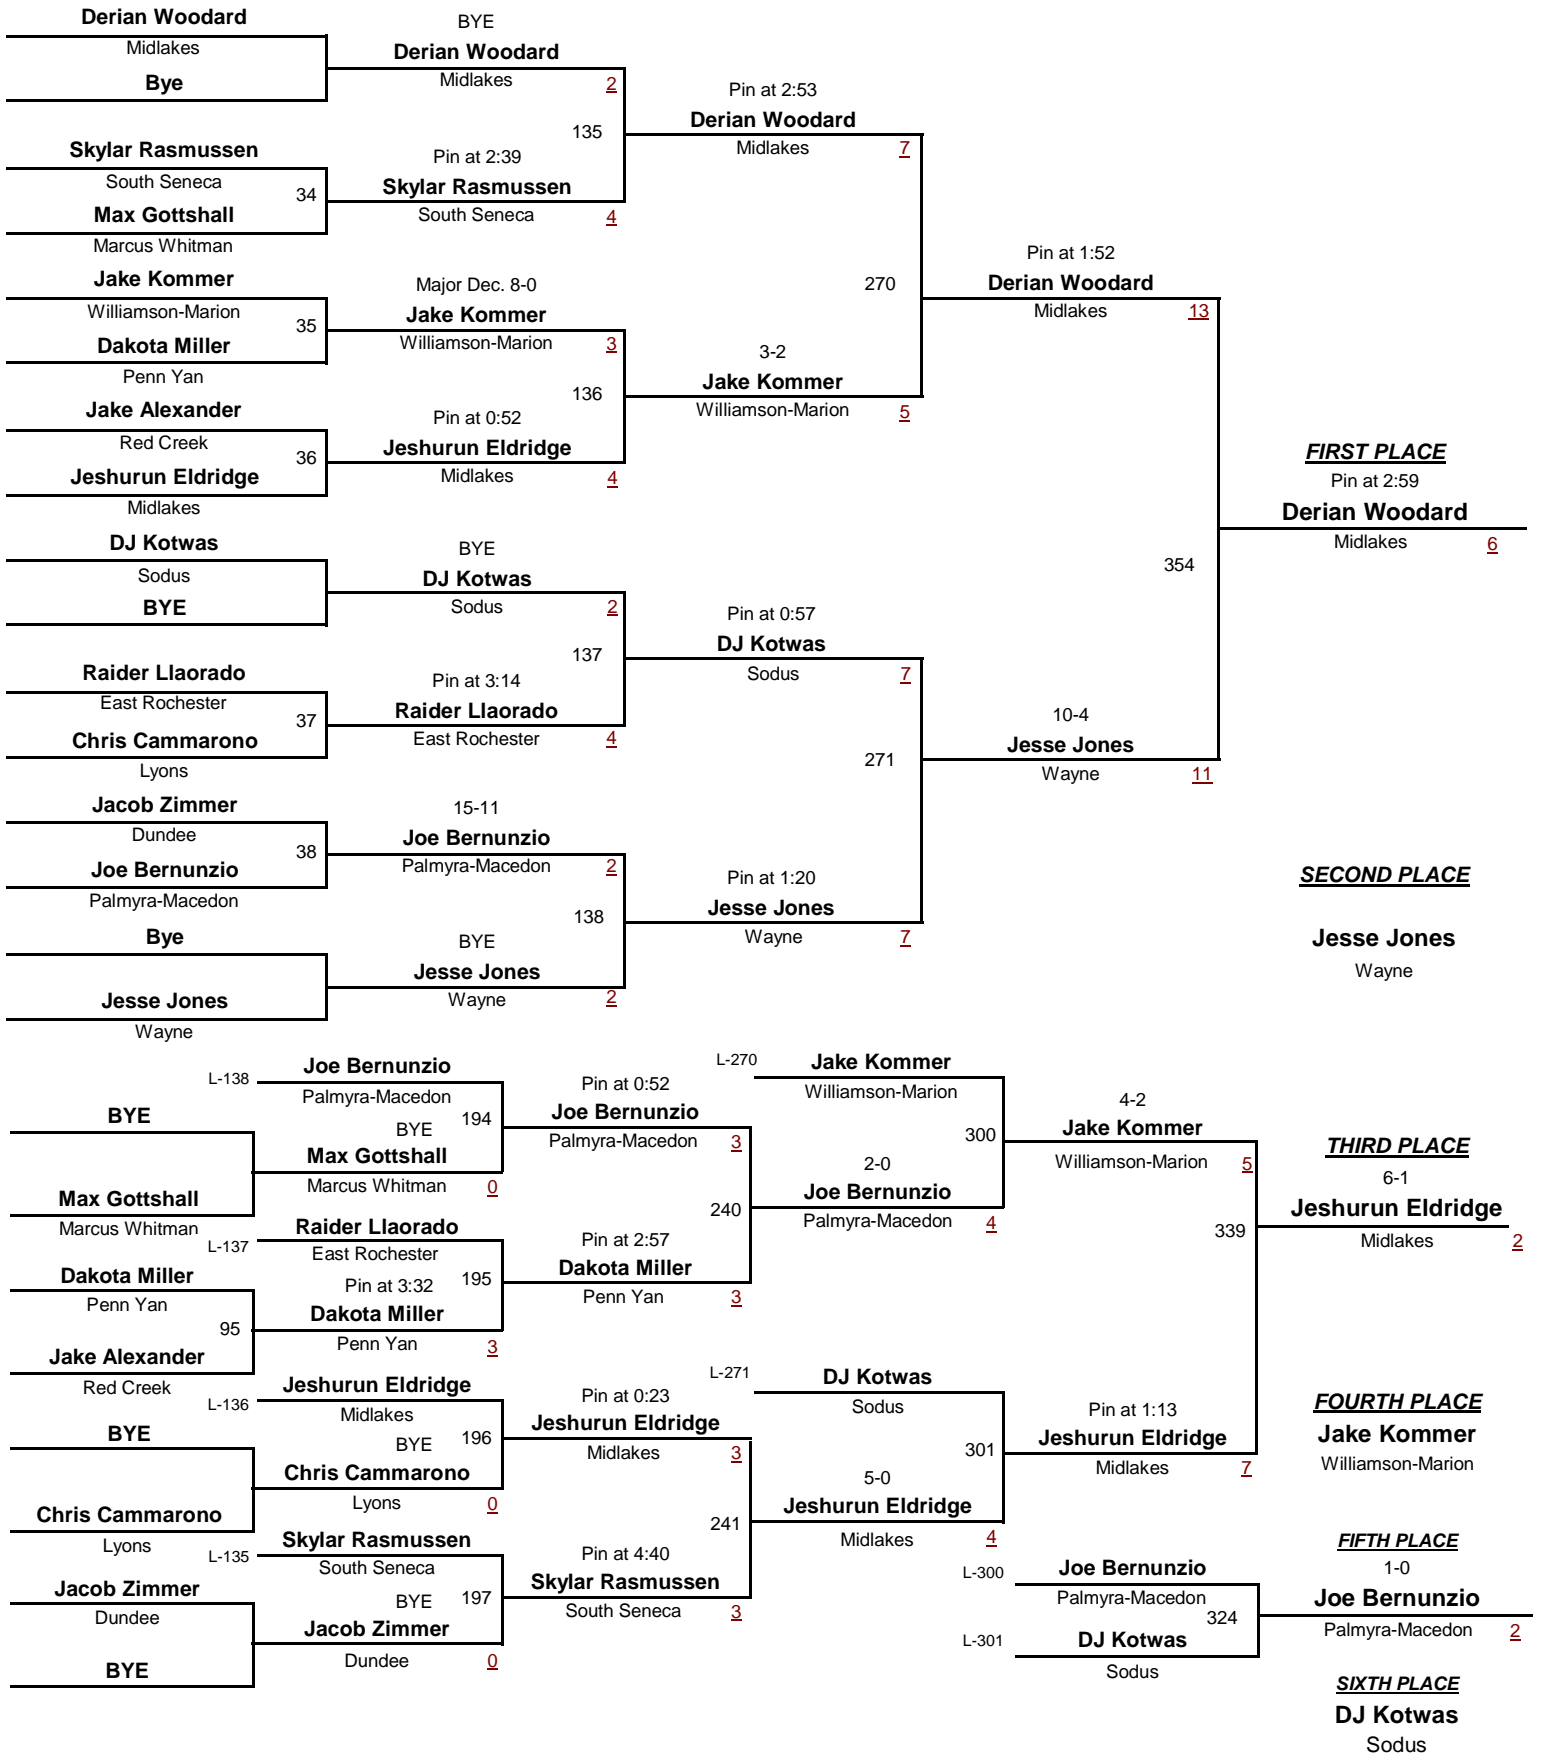 Derian Woodard
Midlakes
Bye
Skylar Rasmussen
South Seneca
34
Max Gottshall
Marcus Whitman
Jake Kommer
Williamson-Marion
35
Dakota Miller
Penn Yan
Jake Alexander
Red Creek
36
Jeshurun Eldridge
Midlakes
DJ Kotwas
Sodus
BYE
Raider Llaorado
East Rochester
37
Chris Cammarono
Lyons
Jacob Zimmer
Dundee
38
Joe Bernunzio
Palmyra-Macedon
Bye
Jesse Jones
Wayne
BYE
Derian Woodard
Midlakes
2
135
Pin at 2:39
Skylar Rasmussen
South Seneca
4
Major Dec. 8-0
Jake Kommer
Williamson-Marion
3
136
Pin at 0:52
Jeshurun Eldridge
Midlakes
4
BYE
DJ Kotwas
Sodus
2
137
Pin at 3:14
Raider Llaorado
East Rochester
4
15-11
Joe Bernunzio
Palmyra-Macedon
2
138
BYE
Jesse Jones
Wayne
2
Pin at 2:53
Derian Woodard
Midlakes
7
270
3-2
Jake Kommer
Williamson-Marion
5
Pin at 0:57
DJ Kotwas
Sodus
7
271
Pin at 1:20
Jesse Jones
Wayne
7
Pin at 1:52
Derian Woodard
Midlakes
13
354
10-4
Jesse Jones
Wayne
11
FIRST PLACE
Pin at 2:59
Derian Woodard
Midlakes
6
SECOND PLACE
Jesse Jones
Wayne
BYE
Max Gottshall
Marcus Whitman
Dakota Miller
Penn Yan
95
Jake Alexander
Red Creek
BYE
Chris Cammarono
Lyons
Jacob Zimmer
Dundee
BYE
L-138
Joe Bernunzio
Palmyra-Macedon
194
BYE
Max Gottshall
Marcus Whitman
0
L-137
Raider Llaorado
East Rochester
195
Pin at 3:32
Dakota Miller
Penn Yan
3
L-136
Jeshurun Eldridge
Midlakes
196
BYE
Chris Cammarono
Lyons
0
L-135
Skylar Rasmussen
South Seneca
197
BYE
Jacob Zimmer
Dundee
0
Pin at 0:52
Joe Bernunzio
Palmyra-Macedon
3
240
Pin at 2:57
Dakota Miller
Penn Yan
3
Pin at 0:23
Jeshurun Eldridge
Midlakes
3
241
Pin at 4:40
Skylar Rasmussen
South Seneca
3
L-270
Jake Kommer
Williamson-Marion
300
2-0
Joe Bernunzio
Palmyra-Macedon
4
L-271
DJ Kotwas
Sodus
301
5-0
Jeshurun Eldridge
Midlakes
4
4-2
Jake Kommer
Williamson-Marion
5
339
Pin at 1:13
Jeshurun Eldridge
Midlakes
7
L-300
Joe Bernunzio
Palmyra-Macedon
324
L-301
DJ Kotwas
Sodus
THIRD PLACE
6-1
Jeshurun Eldridge
Midlakes
2
FOURTH PLACE
Jake Kommer
Williamson-Marion
FIFTH PLACE
1-0
Joe Bernunzio
Palmyra-Macedon
2
SIXTH PLACE
DJ Kotwas
Sodus